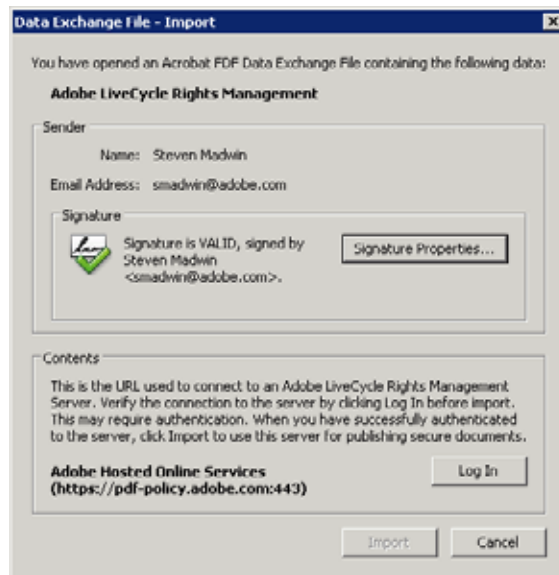 Data Exchange File - Import
You have opened an Acrobat FDF Data Exchange File containing the following data:
Adobe LiveCycle Rights Management
Sender
Name: Steven Madwin
Email Address: smadwin@adobe.com
Signature
Signature is VALID, signed by
Steven Madwin
<smadwin@adobe.com>.
Signature Properties...
Contents
This is the URL used to connect to an Adobe LiveCycle Rights Management
Server. Verify the connection to the server by clicking Log In before import.
This may require authentication. When you have successfully authenticated
to the server, click Import to use this server for publishing secure documents.
Adobe Hosted Online Services
(https://pdf-policy.adobe.com:443)
Log In
Import
Cancel